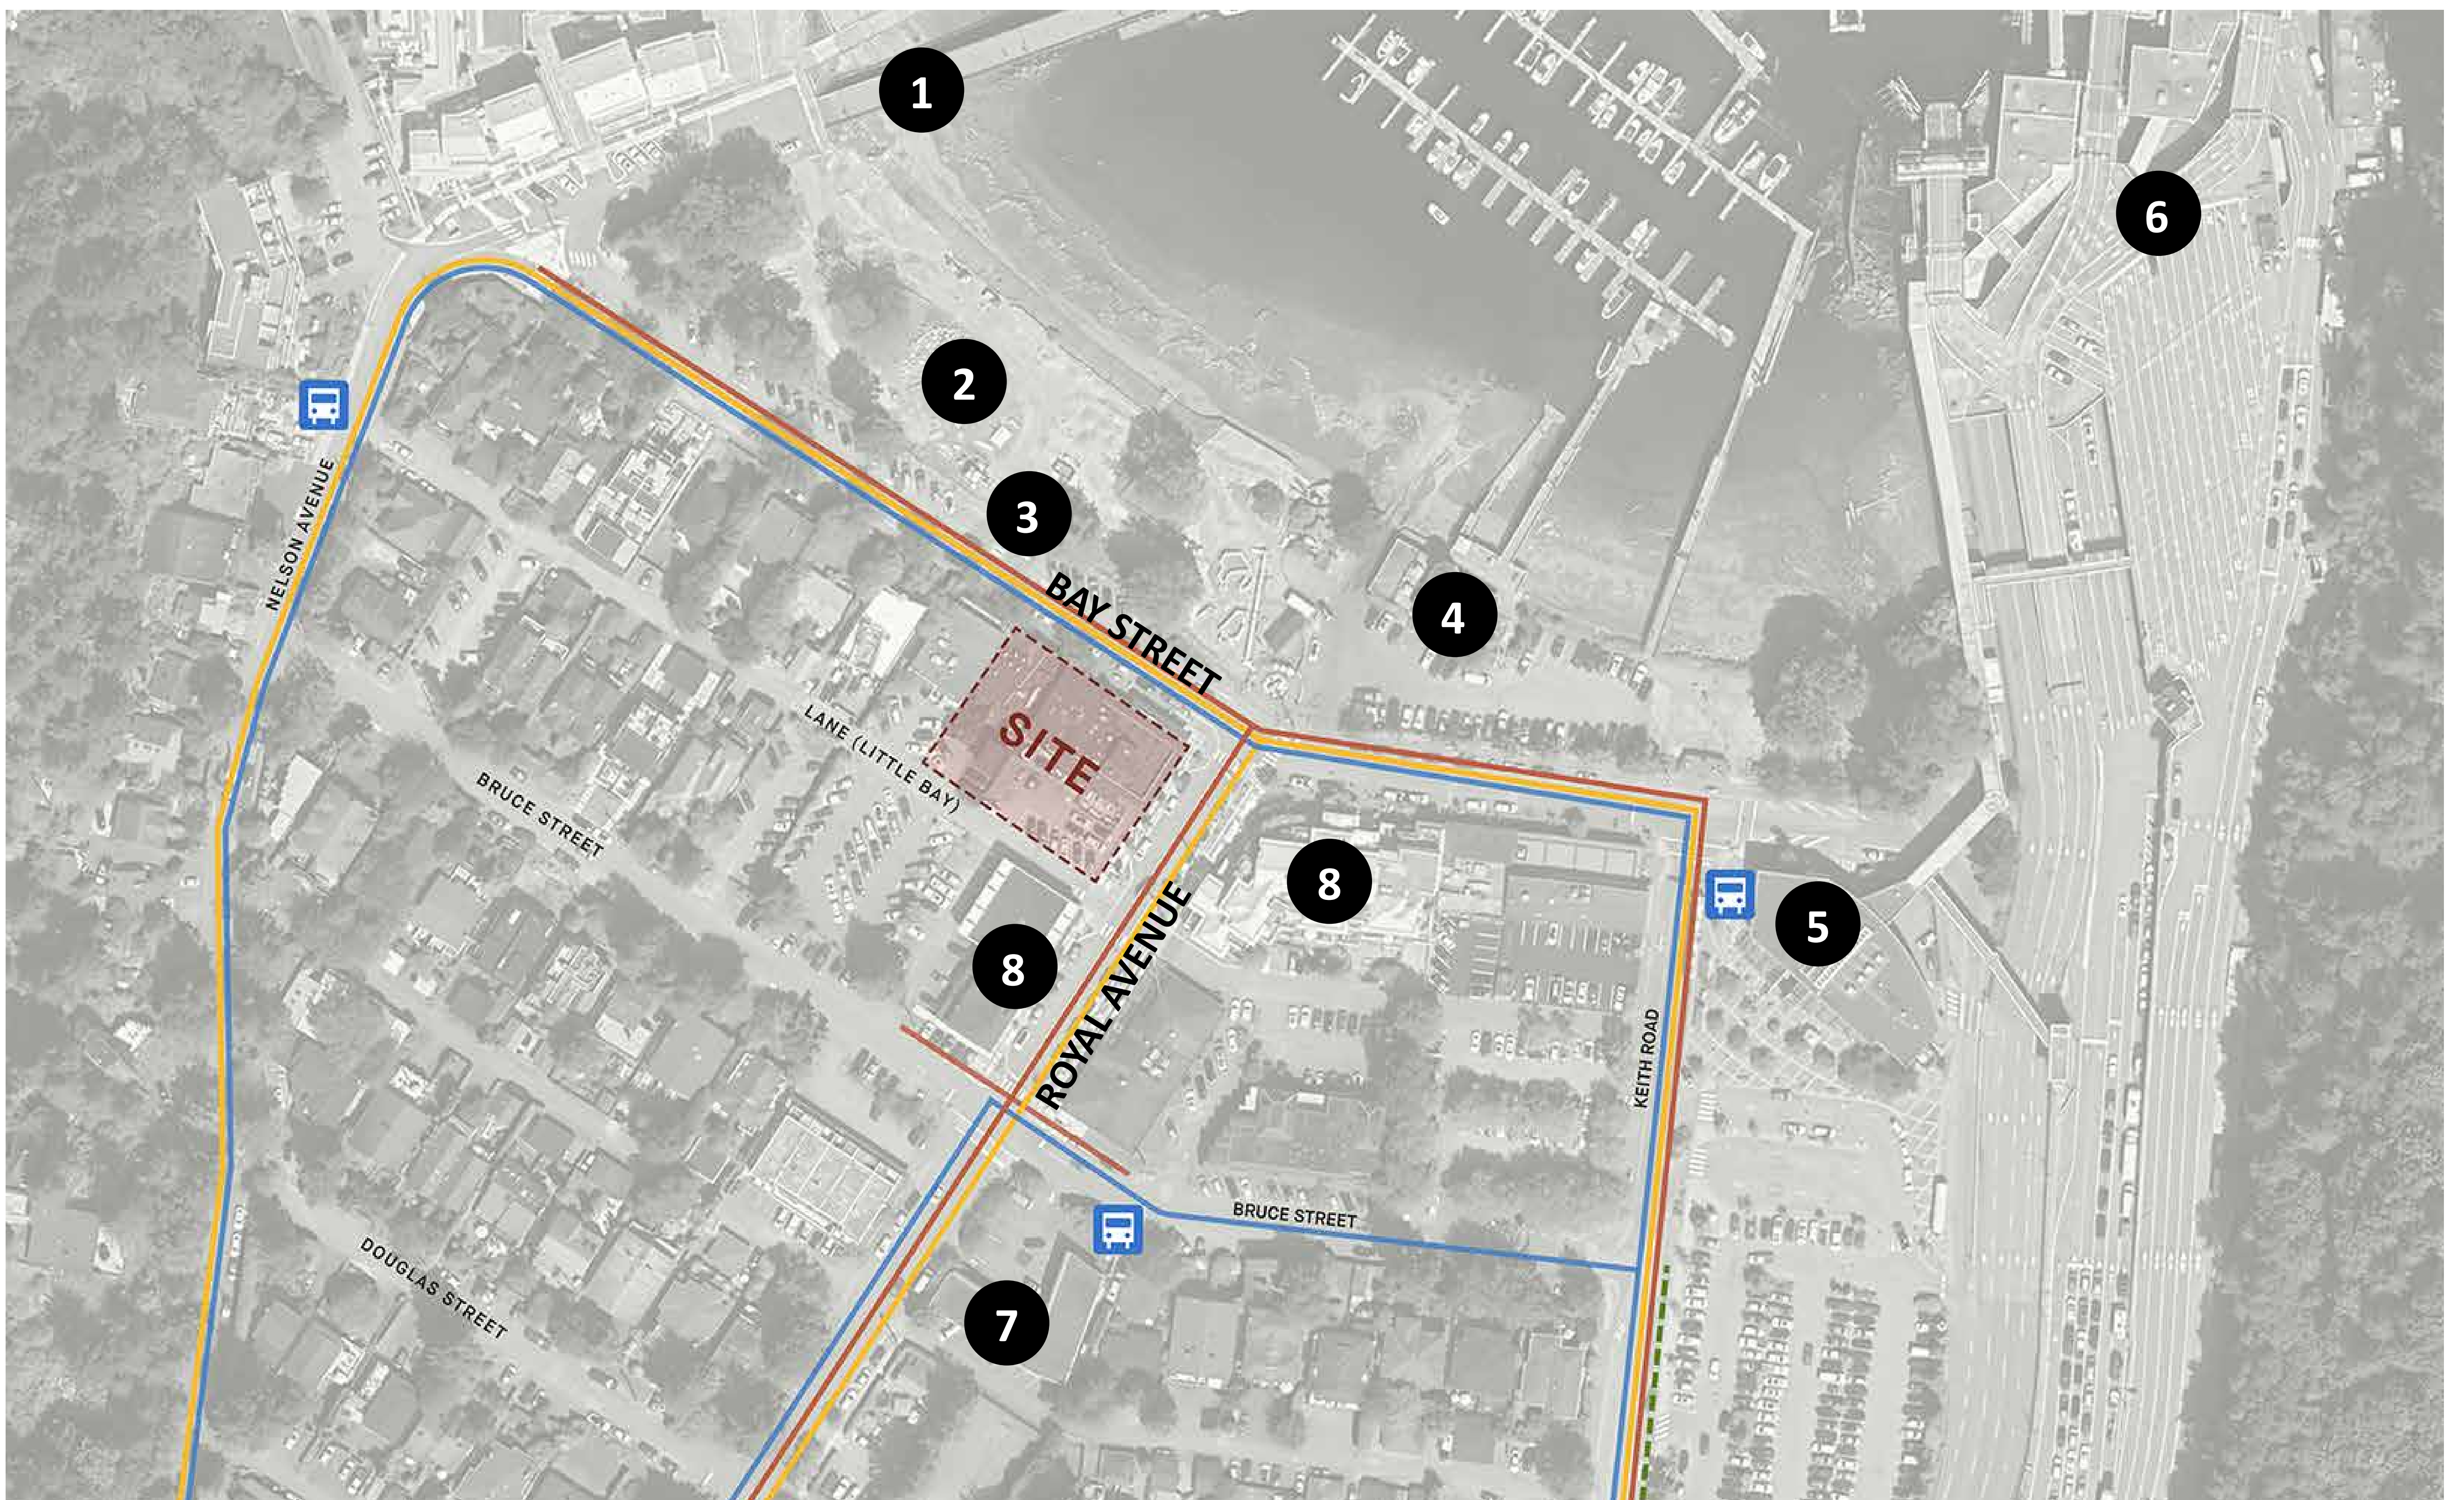 1
6
2
3
NELSON AVENUE
BAY STREET
4
SITE
LANE (LITTLE BAY)
BRUCE STREET
8
5
8
ROYAL AVENUE
KEITH ROAD
BRUCE STREET
DOUGLAS STREET
7